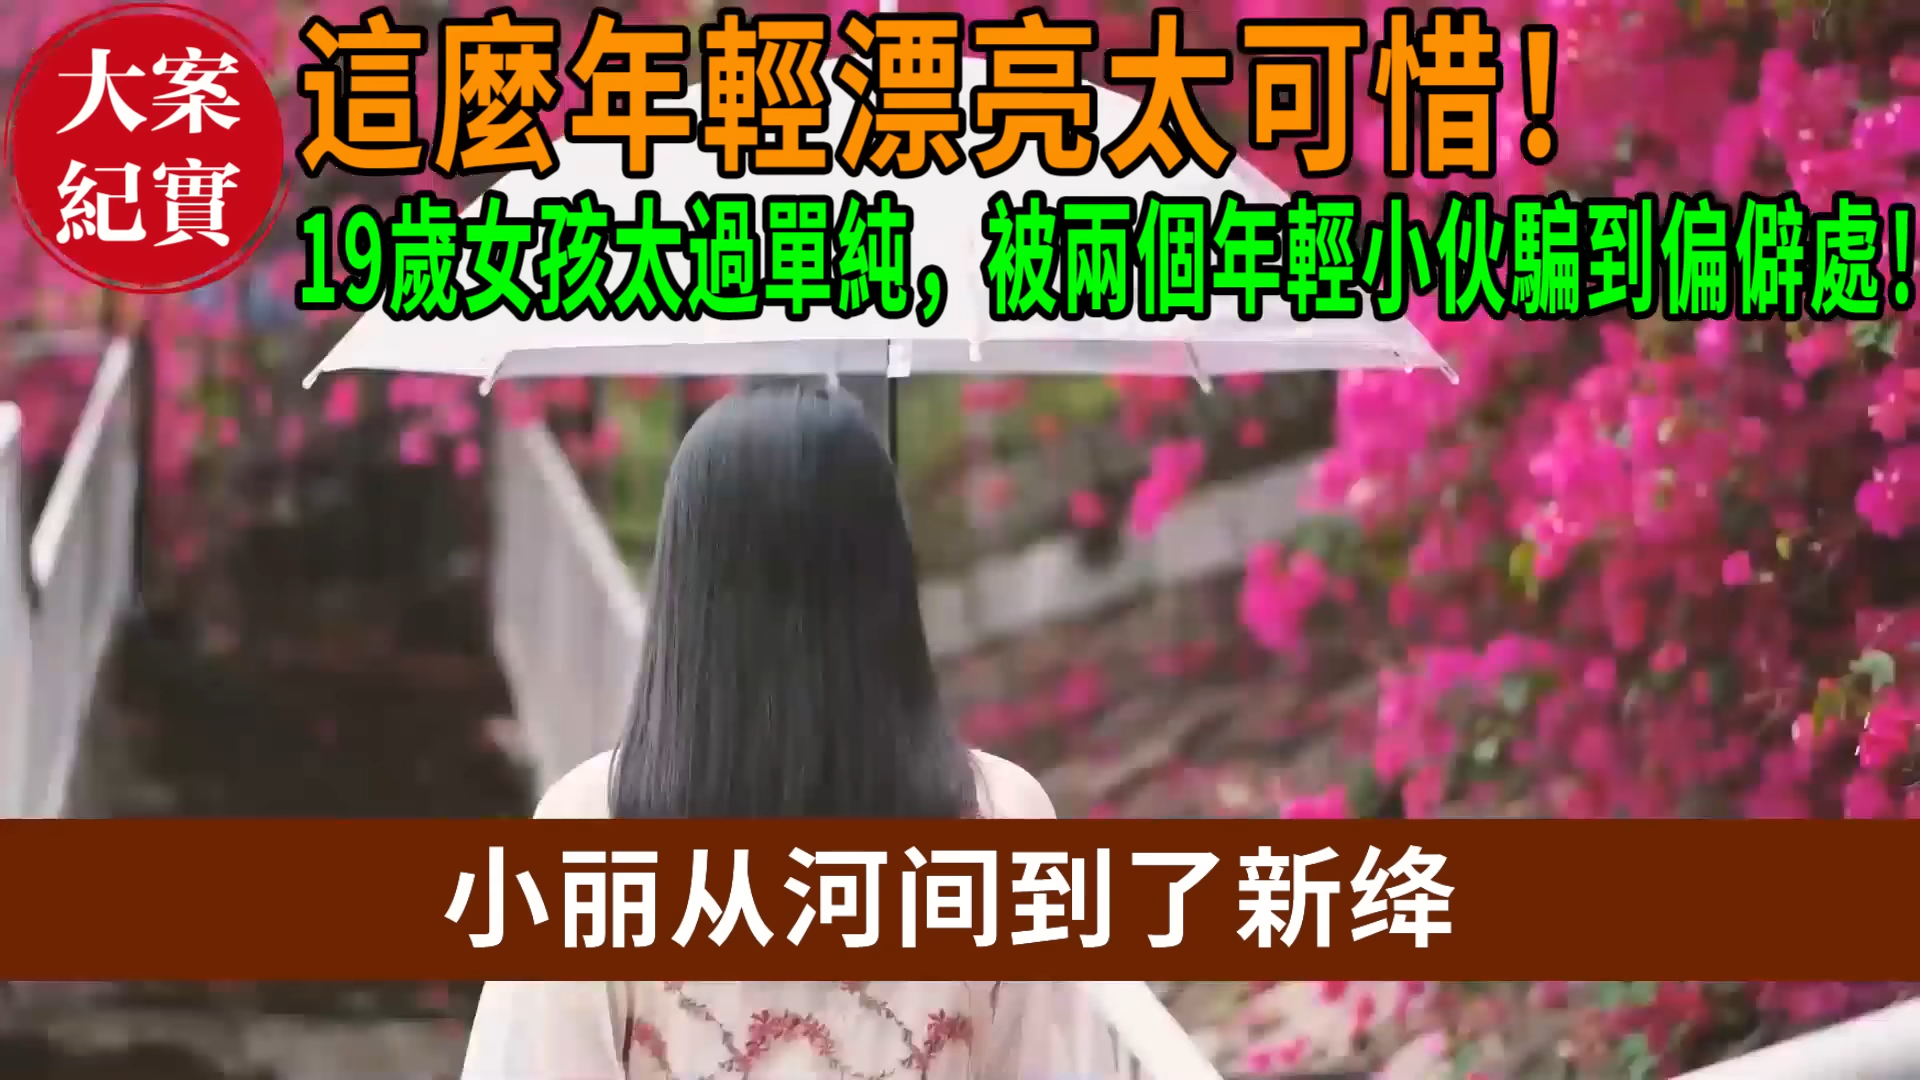 大案
紀實
這麼年輕漂亮太可惜！
19歲女孩太過單純，被兩個年輕小伙騙到偏僻處！
小丽从河间到了新绛